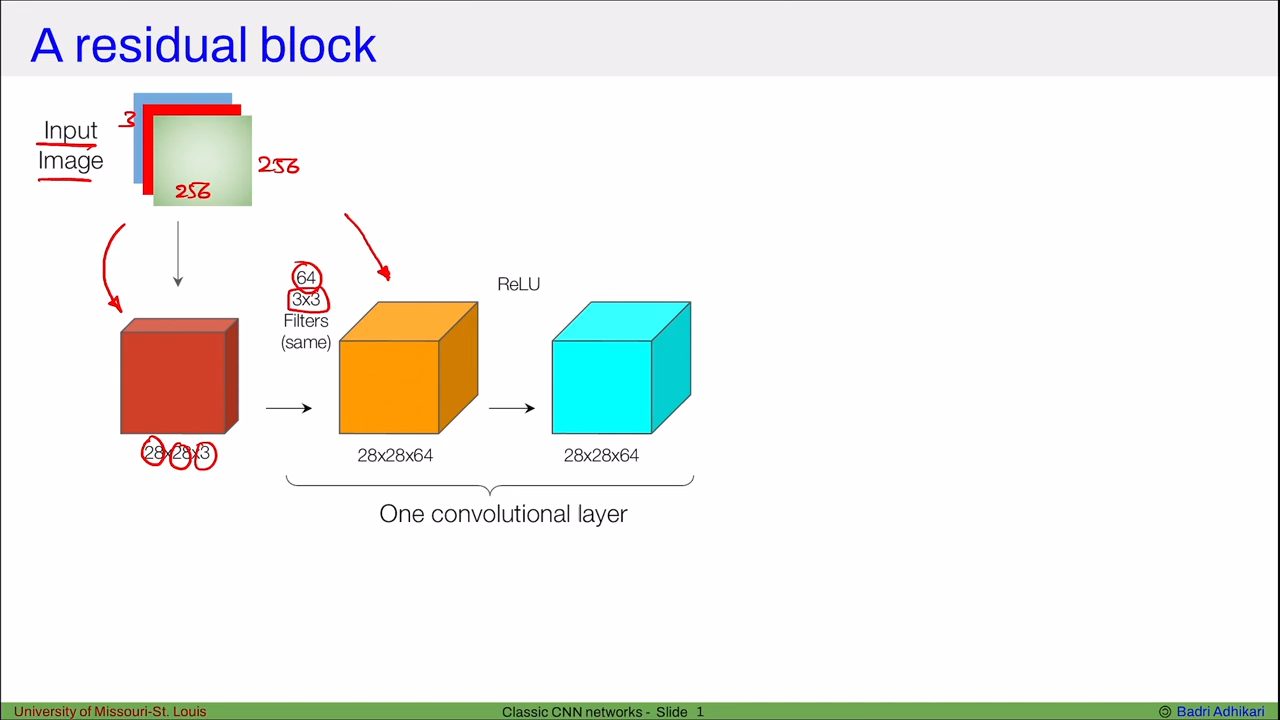 A residual block
3
Input
Image
256
256
64
3x3
Filters
(same)
ReLU
28x28x3
28x28x64
28x28x64
One convolutional layer
University of Missouri-St. Louis
Classic CNN networks - Slide 1
© Badri Adhikari